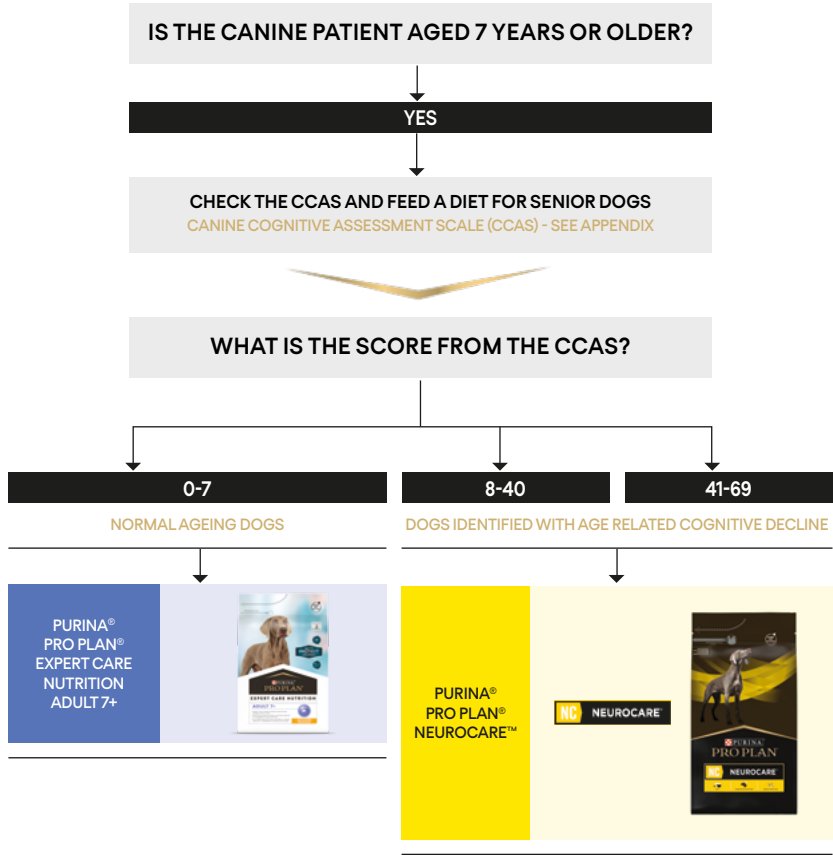 IS THE CANINE PATIENT AGED 7 YEARS OR OLDER?
YES
CHECK THE CCAS AND FEED A DIET FOR SENIOR DOGS
CANINE COGNITIVE ASSESSMENT SCALE (CCAS) - SEE APPENDIX
WHAT IS THE SCORE FROM THE CCAS?
0-7
8-40
41-69
NORMAL AGEING DOGS
DOGS IDENTIFIED WITH AGE RELATED COGNITIVE DECLINE
PURINA®
PRO PLAN®
EXPERT CARE
NUTRITION
ADULT 7+
PURINA
PRO PLAN
EXPERT CARE NUTRITION
ADULT 7+
PURINA®
PRO PLAN®
NEUROCARE™
NC NEUROCARE
PURINA
PRO PLAN
NC NEUROCARE